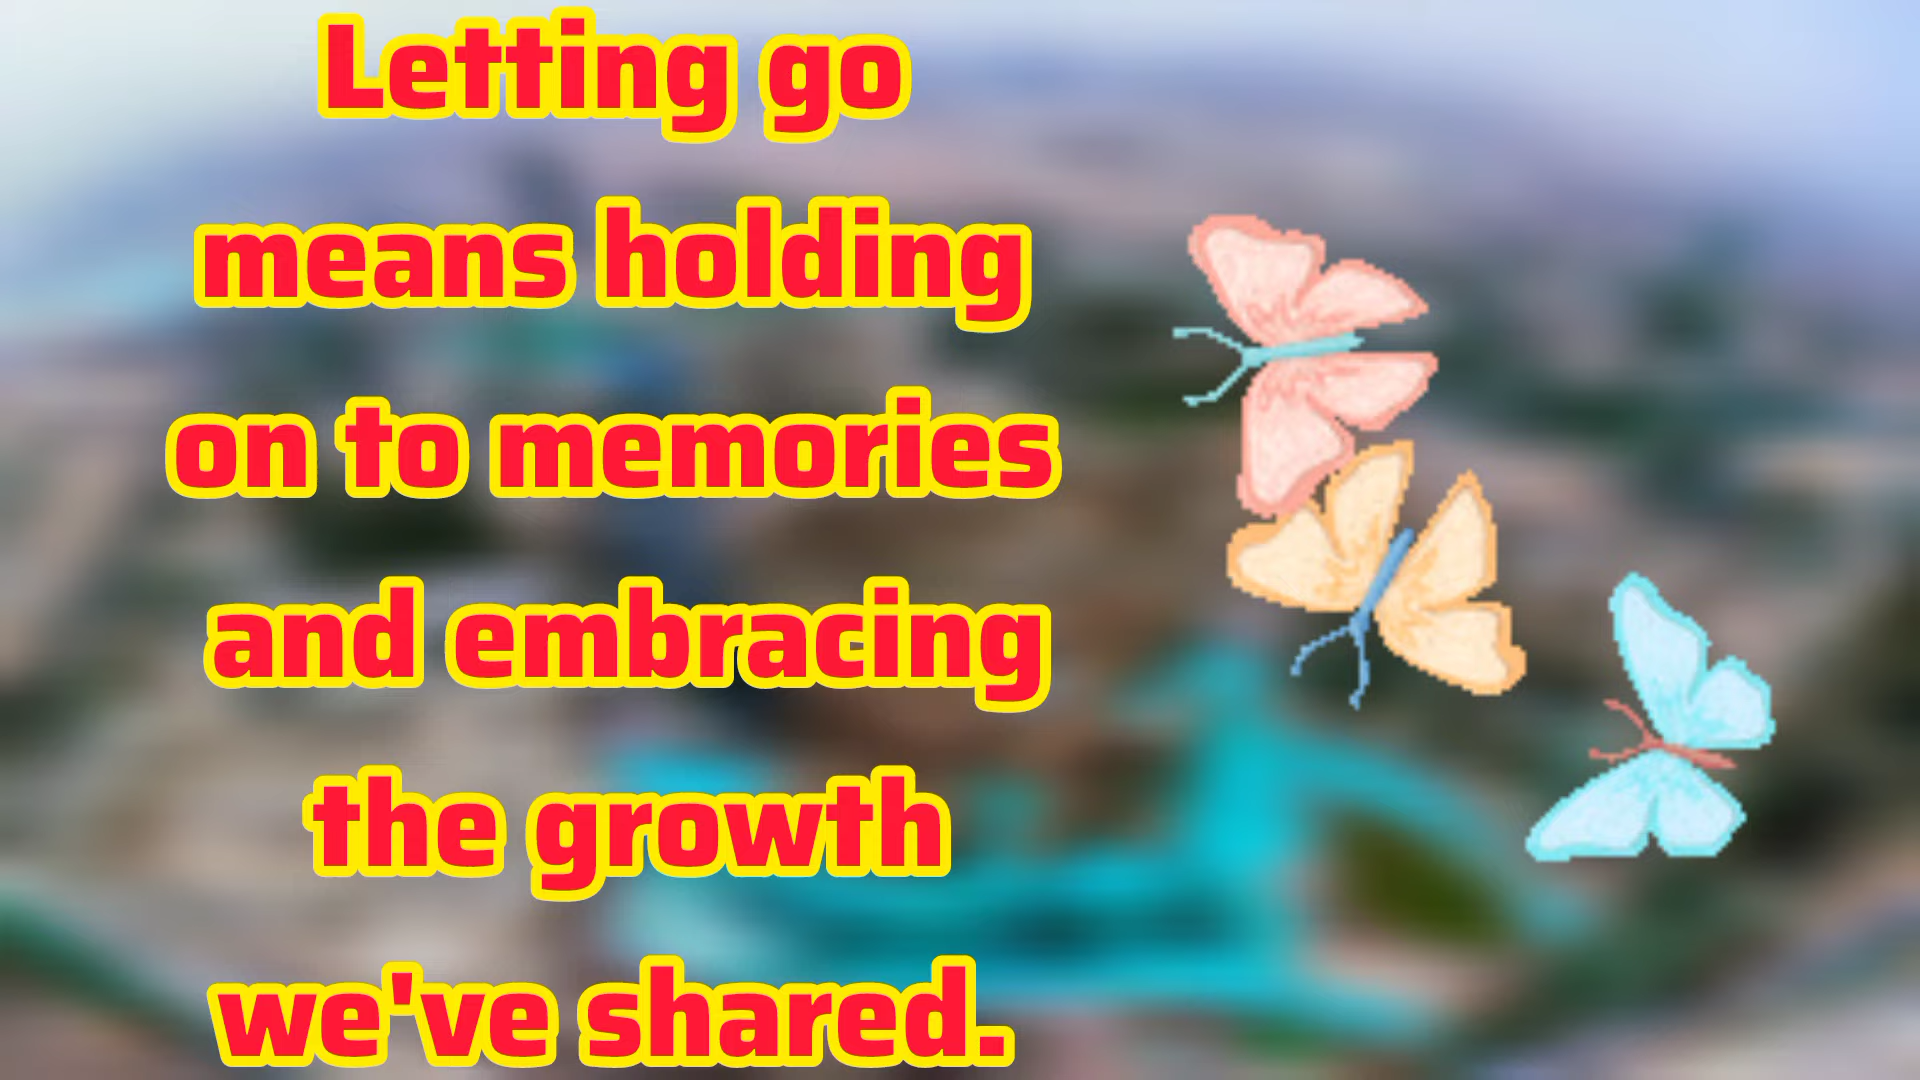 Letting go
means holding
on to memories
and embracing
the growth
we've shared.